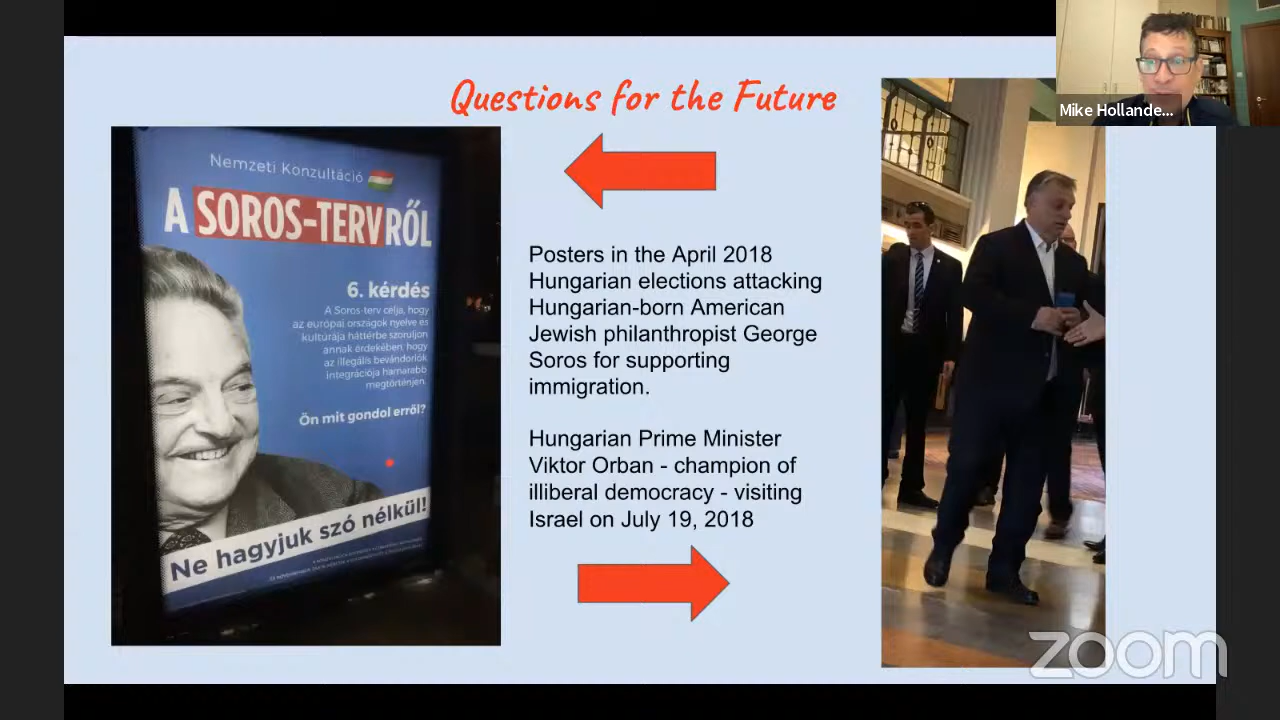 Questions for the Future
Mike Hollande...
Nemzeti Konzultáció
A SOROS-TERVRŐL
6. kérdés
A Soros-terv célja, hogy
az európai országok nyelve és
kultúrája háttérbe szoruljon
annak érdekében, hogy
az illegális bevándorlók
integrációja hamarabb
megtörténjen.
Ön mit gondol erről?
Ne hagyjuk szó nélkül!
Posters in the April 2018
Hungarian elections attacking
Hungarian-born American
Jewish philanthropist George
Soros for supporting
immigration.
Hungarian Prime Minister
Viktor Orban - champion of
illiberal democracy - visiting
Israel on July 19, 2018
zoom